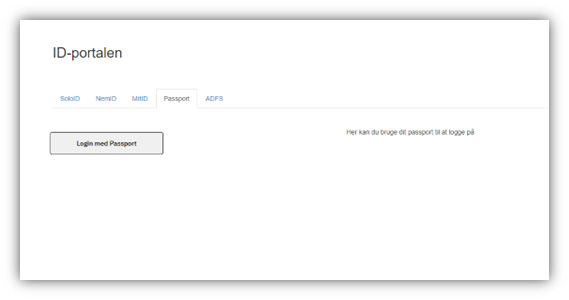 ID-portalen
SoloID NemID MitID Passport ADFS
Login med Passport
Her kan du bruge dit passport til at logge på